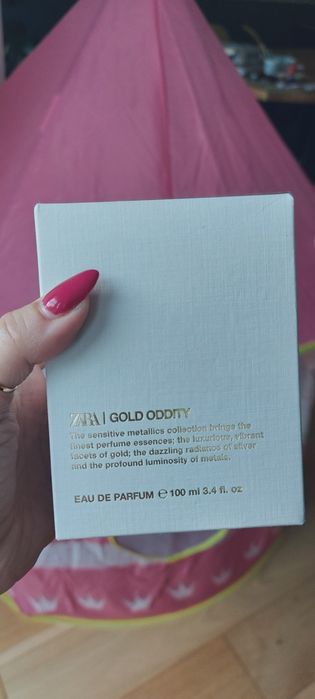 ZARA | GOLD ODDITY
The sensitive metallics collection brings the
finest perfume essences; the luxurious, vibrant
facets of gold; the dazzling radiance of silver
and the profound luminosity of metals.
EAU DE PARFUM ℮ 100 ml 3.4 fl. oz